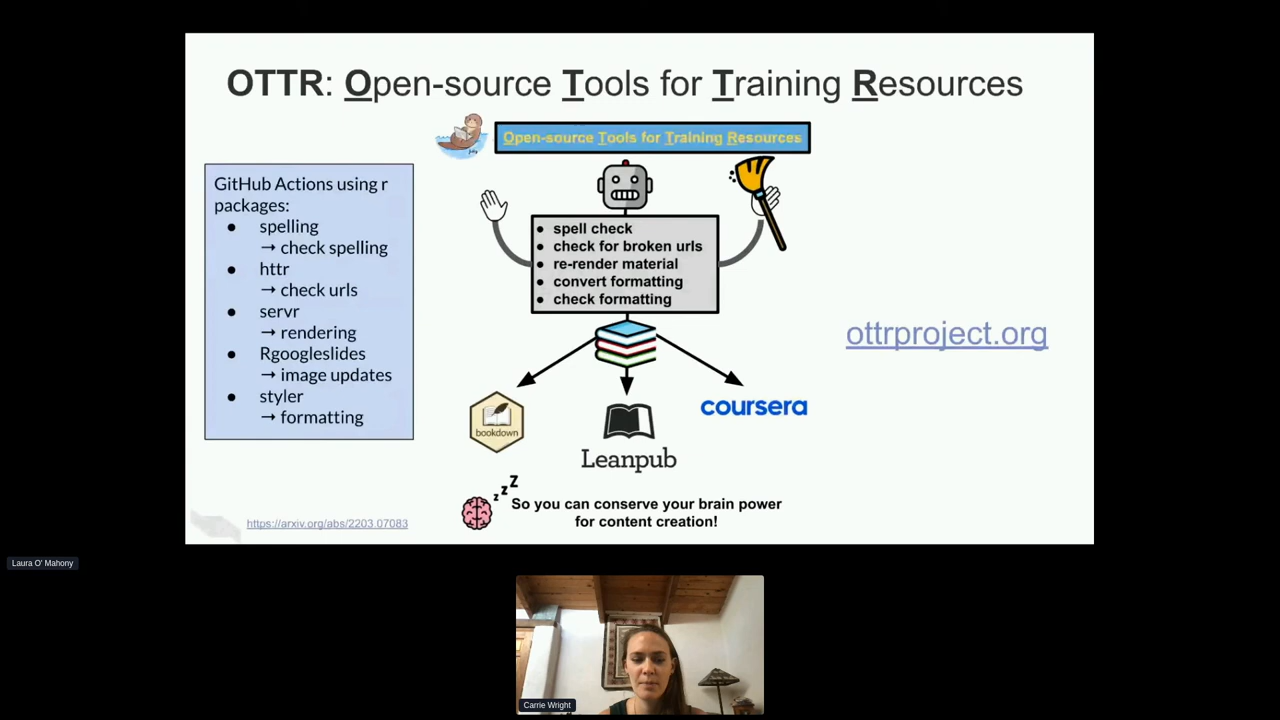 OTTR: Open-source Tools for Training Resources
Open-source Tools for Training Resources
GitHub Actions using r
packages:
● spelling
→ check spelling
● httr
→ check urls
● servr
→ rendering
● Rgoogleslides
→ image updates
● styler
→ formatting
● spell check
● check for broken urls
● re-render material
● convert formatting
● check formatting
ottrproject.org
bookdown
Leanpub
coursera
z z Z
So you can conserve your brain power
for content creation!
https://arxiv.org/abs/2203.07083
Laura O' Mahony
Carrie Wright